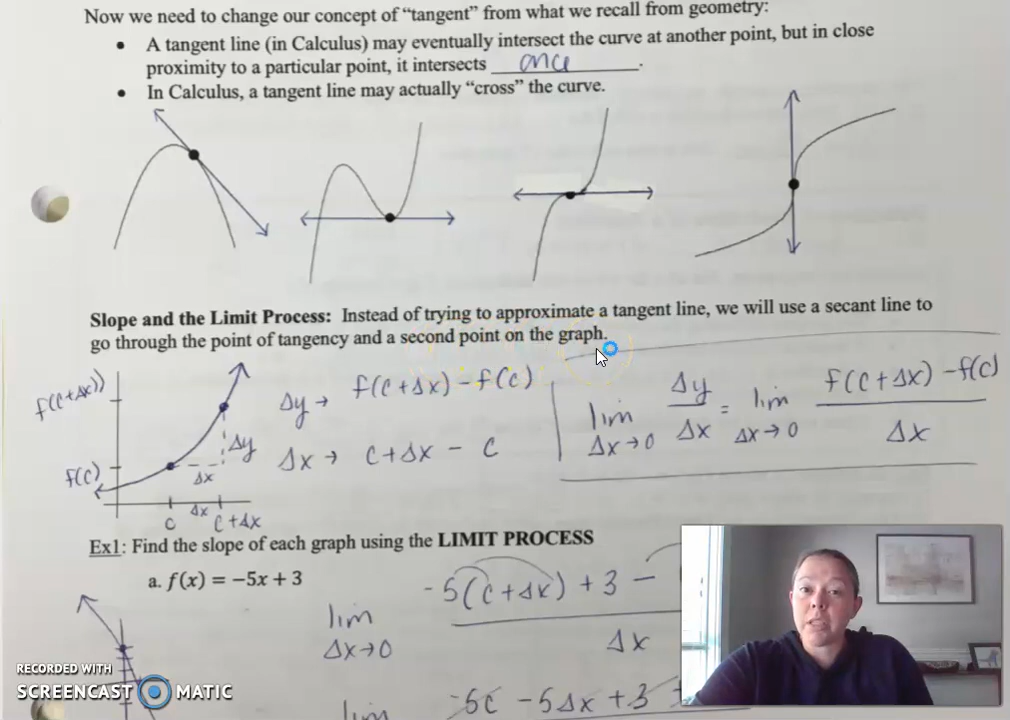 Now we need to change our concept of “tangent” from what we recall from geometry:
• A tangent line (in Calculus) may eventually intersect the curve at another point, but in close
proximity to a particular point, it intersects once.
• In Calculus, a tangent line may actually “cross” the curve.
Slope and the Limit Process: Instead of trying to approximate a tangent line, we will use a secant line to
go through the point of tangency and a second point on the graph.
f(c+Δx))
f(c)
Δy
Δx
Δx
c
c+Δx
Δy → f(c+Δx) – f(c)
Δx → c+Δx – c
lim Δx→0 Δy/Δx = lim Δx→0 f(c+Δx) – f(c) / Δx
Ex1: Find the slope of each graph using the LIMIT PROCESS
a. f(x) = −5x + 3
lim Δx→0 -5(c+Δx) + 3 – / Δx
lim -5c -5Δx +3
RECORDED WITH
SCREENCAST MATIC